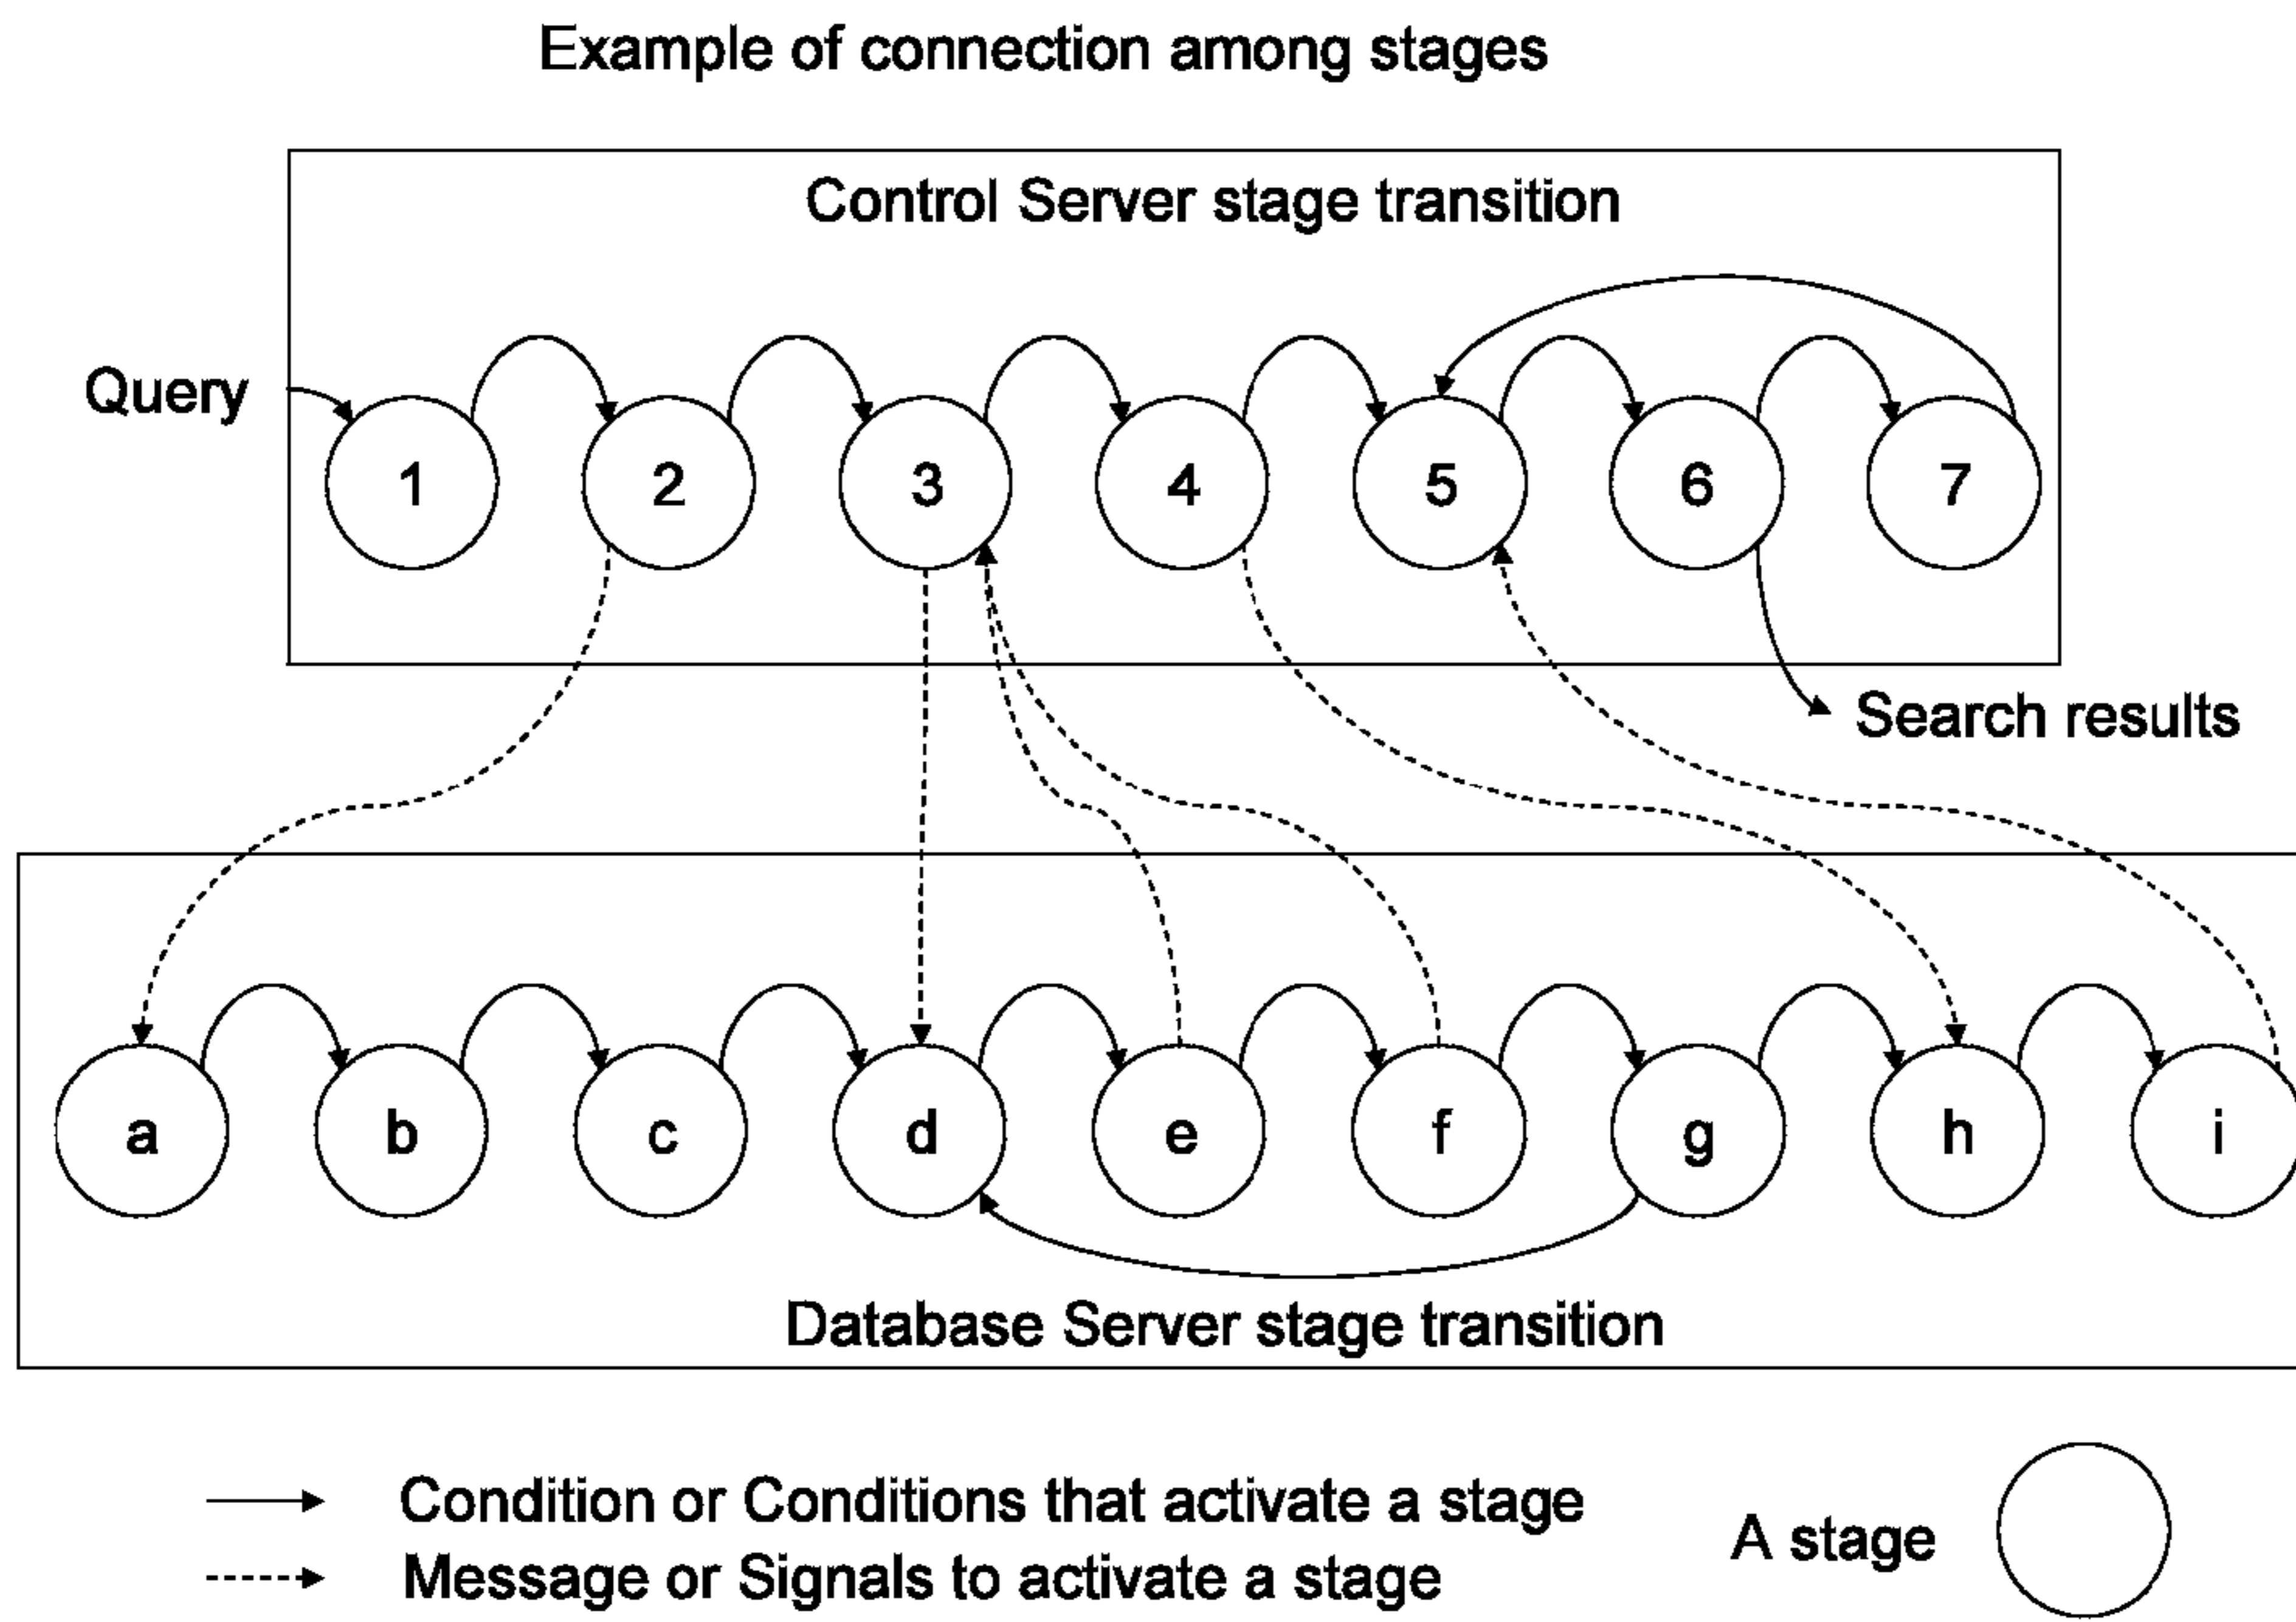 Example of connection among stages
Control Server stage transition
Query
1 2 3 4 5 6 7
Search results
a b c d e f g h i
Database Server stage transition
Condition or Conditions that activate a stage
Message or Signals to activate a stage
A stage